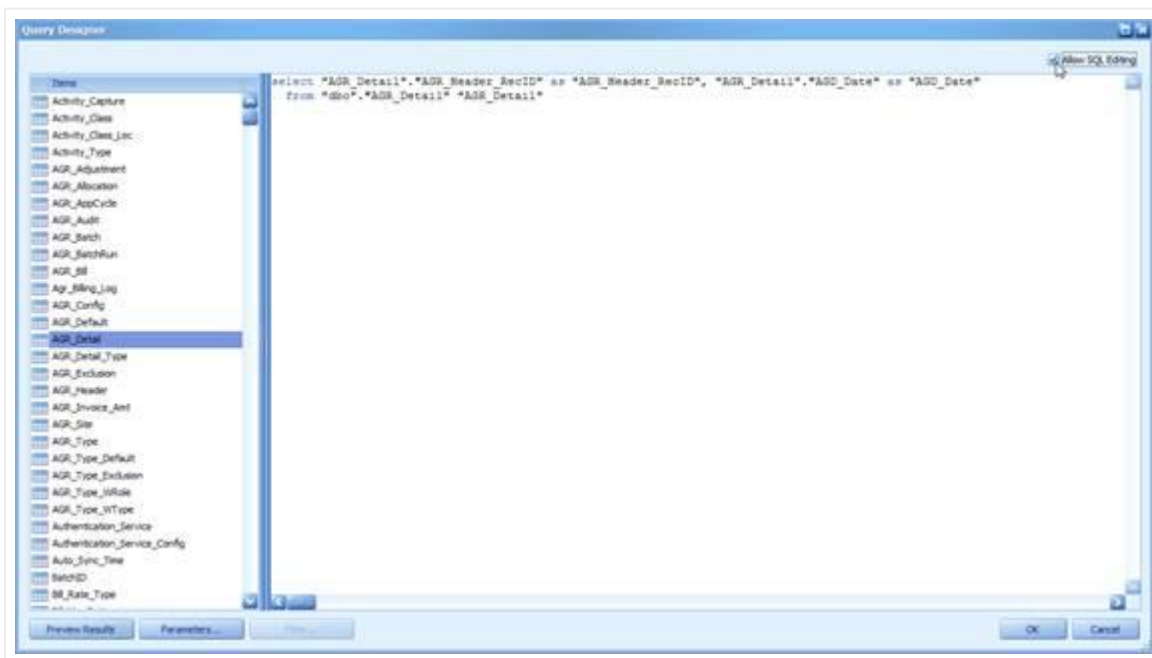 Query Designer
Allow SQL Editing
Items
select "AGR_Detail"."AGR_Header_RecID" as "AGR_Header_RecID", "AGR_Detail"."AGD_Date" as "AGD_Date"
from "dbo"."AGR_Detail" "AGR_Detail"
Activity_Capture
Activity_Class
Activity_Class_Loc
Activity_Type
AGR_Adjustment
AGR_Allocation
AGR_AppCycle
AGR_Audit
AGR_Batch
AGR_BatchRun
AGR_Bill
Agr_Billing_Log
AGR_Config
AGR_Default
AGR_Detail
AGR_Detail_Type
AGR_Exclusion
AGR_Header
AGR_Invoice_Amt
AGR_Site
AGR_Type
AGR_Type_Default
AGR_Type_Exclusion
AGR_Type_WRole
AGR_Type_WType
Authentication_Service
Authentication_Service_Config
Auto_Sync_Time
BatchID
Bill_Rate_Type
Preview Results
Parameters...
OK
Cancel